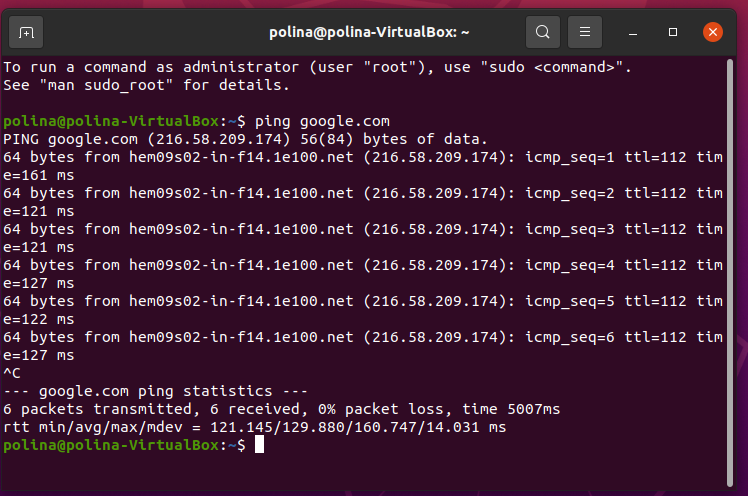 polina@polina-VirtualBox: ~
To run a command as administrator (user "root"), use "sudo <command>".
See "man sudo_root" for details.
polina@polina-VirtualBox:~$ ping google.com
PING google.com (216.58.209.174) 56(84) bytes of data.
64 bytes from hem09s02-in-f14.1e100.net (216.58.209.174): icmp_seq=1 ttl=112 tim
e=161 ms
64 bytes from hem09s02-in-f14.1e100.net (216.58.209.174): icmp_seq=2 ttl=112 tim
e=121 ms
64 bytes from hem09s02-in-f14.1e100.net (216.58.209.174): icmp_seq=3 ttl=112 tim
e=121 ms
64 bytes from hem09s02-in-f14.1e100.net (216.58.209.174): icmp_seq=4 ttl=112 tim
e=127 ms
64 bytes from hem09s02-in-f14.1e100.net (216.58.209.174): icmp_seq=5 ttl=112 tim
e=122 ms
64 bytes from hem09s02-in-f14.1e100.net (216.58.209.174): icmp_seq=6 ttl=112 tim
e=127 ms
^C
--- google.com ping statistics ---
6 packets transmitted, 6 received, 0% packet loss, time 5007ms
rtt min/avg/max/mdev = 121.145/129.880/160.747/14.031 ms
polina@polina-VirtualBox:~$